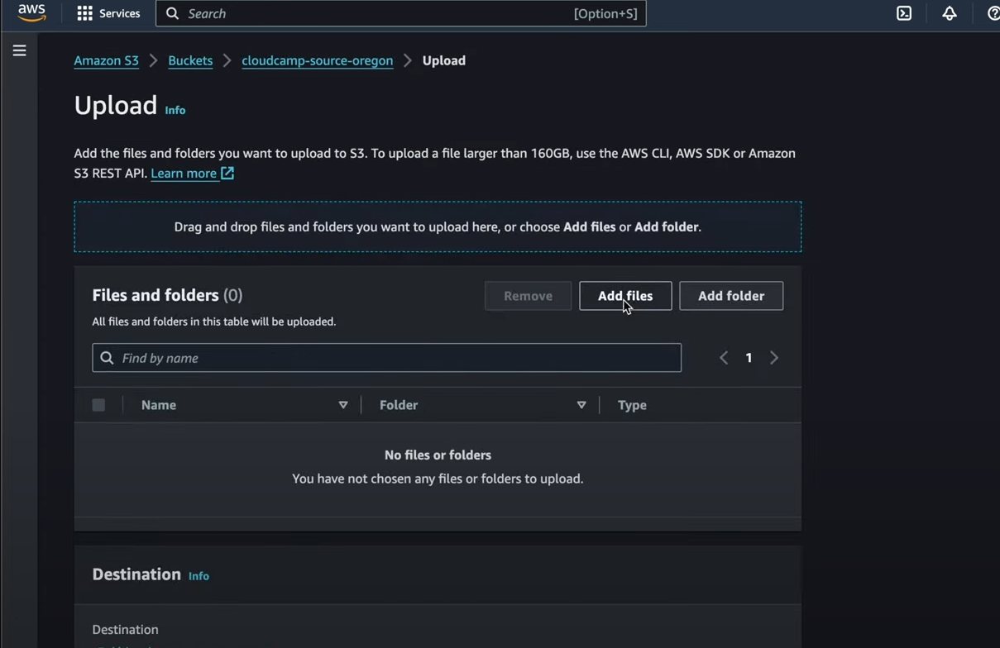 aws
Services
Search
[Option+S]
Amazon S3 > Buckets > cloudcamp-source-oregon > Upload
Upload Info
Add the files and folders you want to upload to S3. To upload a file larger than 160GB, use the AWS CLI, AWS SDK or Amazon
S3 REST API. Learn more
Drag and drop files and folders you want to upload here, or choose Add files or Add folder.
Files and folders (0)
Remove
Add files
Add folder
All files and folders in this table will be uploaded.
Find by name
1
Name
Folder
Type
No files or folders
You have not chosen any files or folders to upload.
Destination Info
Destination